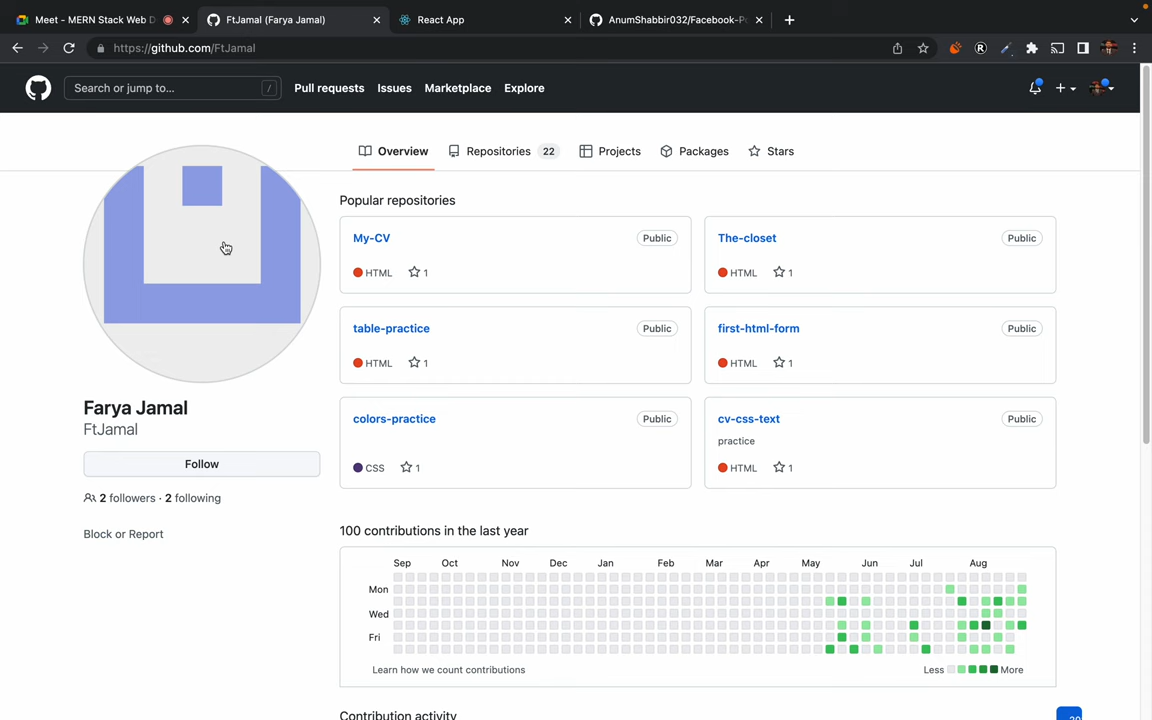 Meet - MERN Stack Web D
FtJamal (Farya Jamal)
React App
AnumShabbir032/Facebook-Po
https://github.com/FtJamal
Search or jump to...
/
Pull requests
Issues
Marketplace
Explore
Overview
Repositories 22
Projects
Packages
Stars
Popular repositories
My-CV
Public
HTML
1
The-closet
Public
HTML
1
table-practice
Public
HTML
1
first-html-form
Public
HTML
1
colors-practice
Public
CSS
1
cv-css-text
Public
practice
HTML
1
Farya Jamal
FtJamal
Follow
2 followers · 2 following
Block or Report
100 contributions in the last year
Sep Oct Nov Dec Jan Feb Mar Apr May Jun Jul Aug
Mon
Wed
Fri
Learn how we count contributions
Less
More
Contribution activity